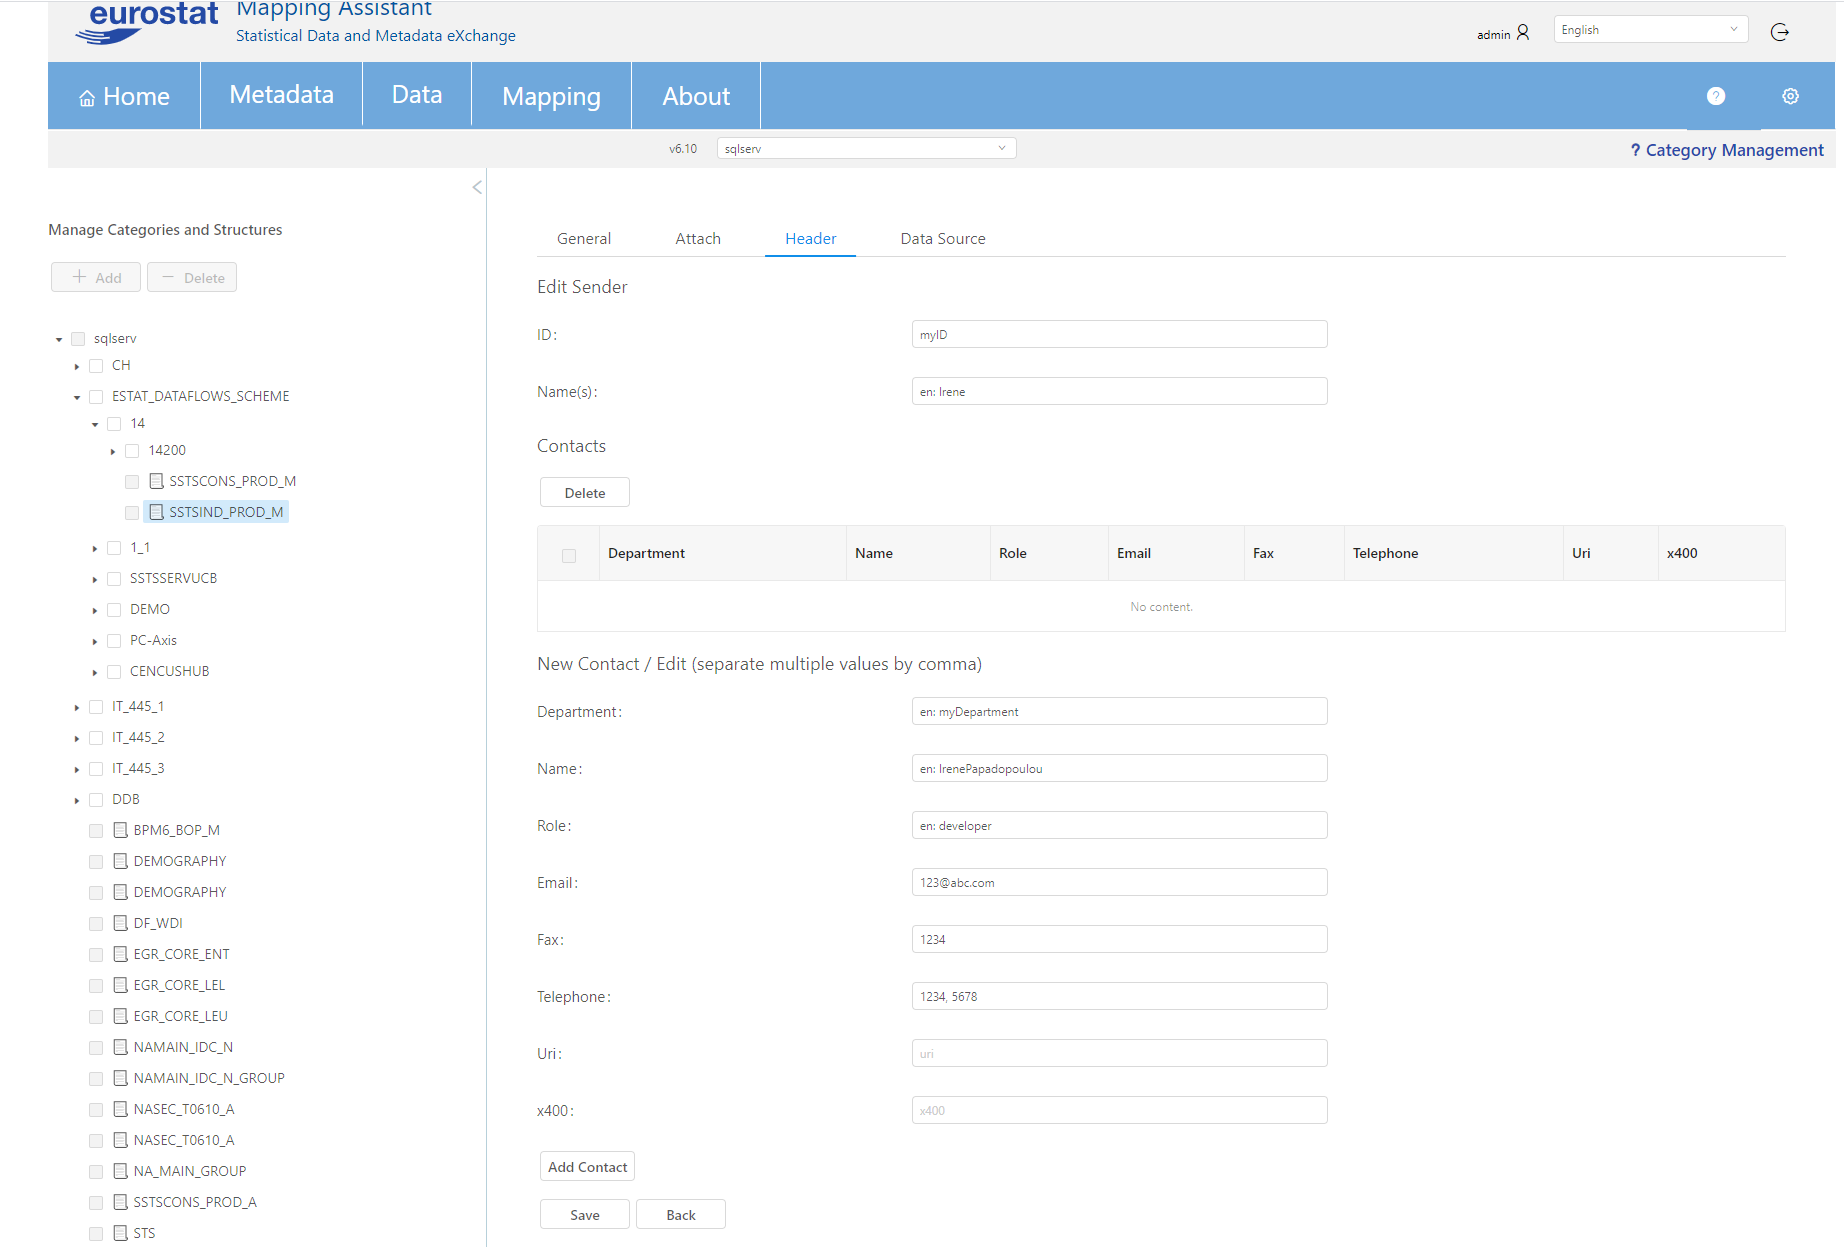 eurostat
Mapping Assistant
Statistical Data and Metadata eXchange
admin
English
Home
Metadata
Data
Mapping
About
?
v6.10
sqlserv
? Category Management
Manage Categories and Structures
+ Add
− Delete
sqlserv
CH
ESTAT_DATAFLOWS_SCHEME
14
14200
SSTSCONS_PROD_M
SSTSIND_PROD_M
1_1
SSTSSERVUCB
DEMO
PC-Axis
CENCUSHUB
IT_445_1
IT_445_2
IT_445_3
DDB
BPM6_BOP_M
DEMOGRAPHY
DEMOGRAPHY
DF_WDI
EGR_CORE_ENT
EGR_CORE_LEL
EGR_CORE_LEU
NAMAIN_IDC_N
NAMAIN_IDC_N_GROUP
NASEC_T0610_A
NASEC_T0610_A
NA_MAIN_GROUP
SSTSCONS_PROD_A
STS
General Attach Header Data Source
Edit Sender
ID: myID
Name(s): en: Irene
Contacts
Delete
Department Name Role Email Fax Telephone Uri x400
No content.
New Contact / Edit (separate multiple values by comma)
Department: en: myDepartment
Name: en: IrenePapadopoulou
Role: en: developer
Email: 123@abc.com
Fax: 1234
Telephone: 1234, 5678
Uri: uri
x400: x400
Add Contact
Save Back